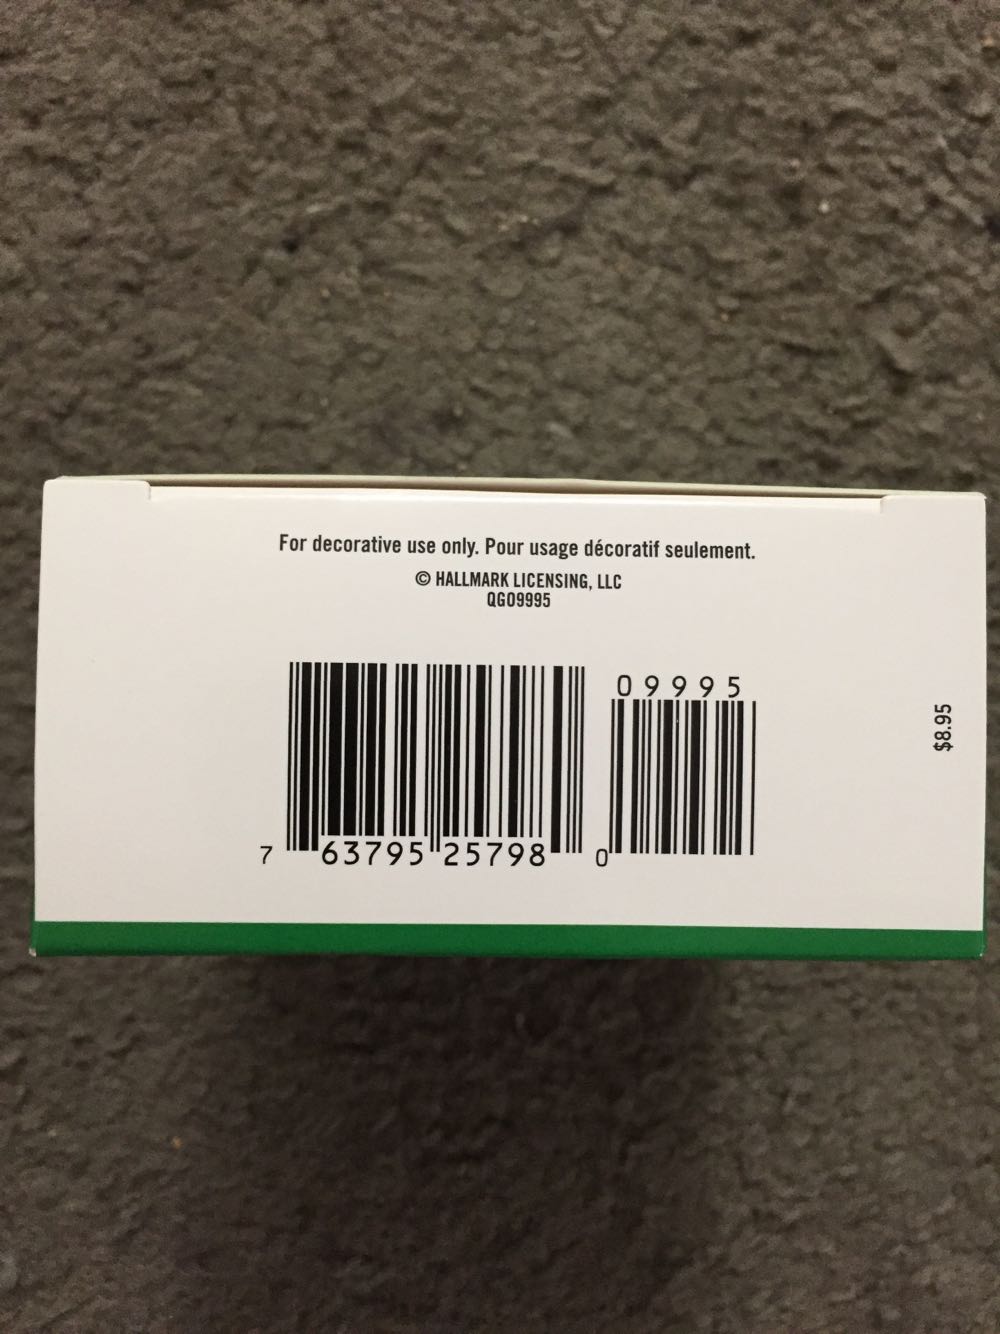 For decorative use only. Pour usage décoratif seulement.
© HALLMARK LICENSING, LLC
QGO9995
09995
$8.95
7 63795 25798 0